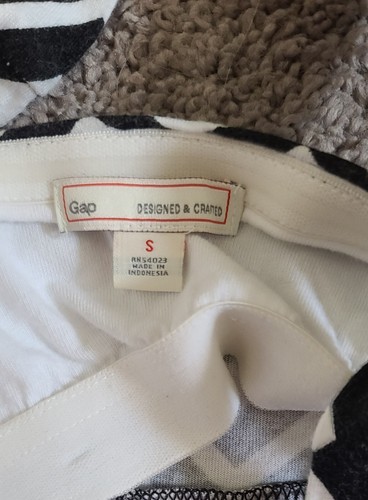 Gap DESIGNED & CRAFTED
S
RN54023
MADE IN
INDONESIA